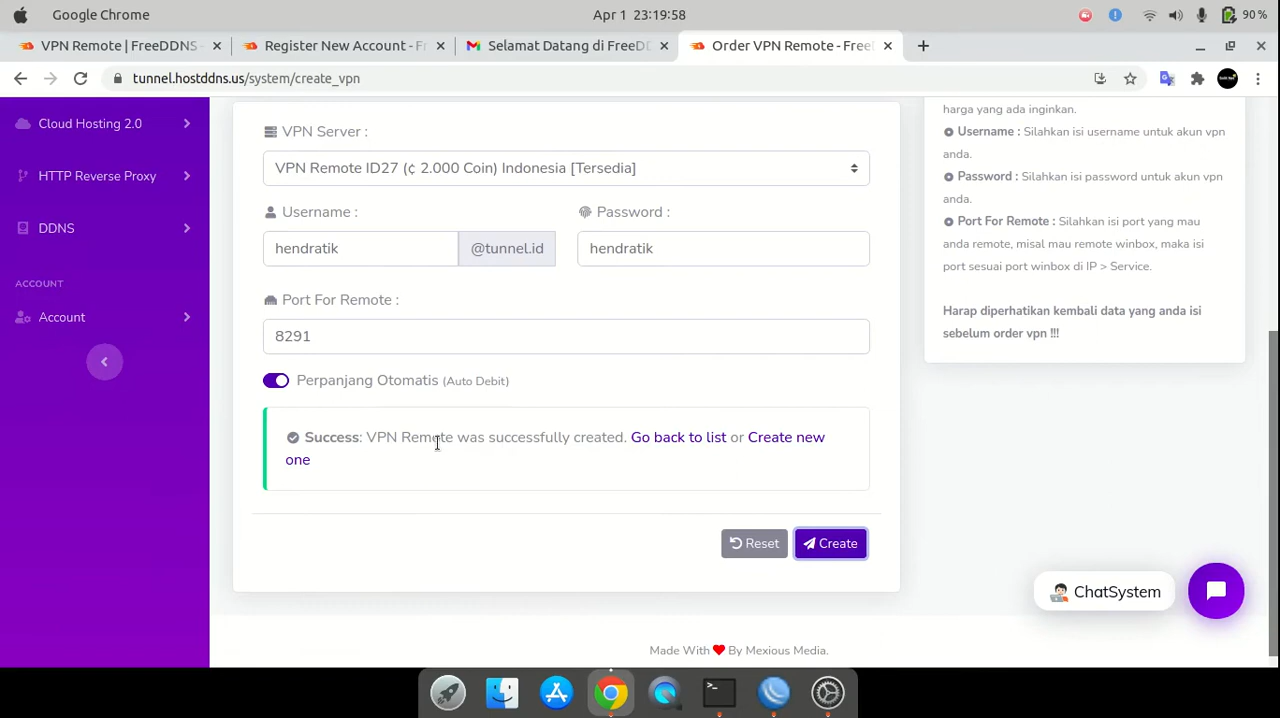 Google Chrome
Apr 1 23:19:58
90 %
VPN Remote | FreeDDNS -
Register New Account - F
Selamat Datang di FreeDD
Order VPN Remote - Free
tunnel.hostddns.us/system/create_vpn
Cloud Hosting 2.0
HTTP Reverse Proxy
DDNS
ACCOUNT
Account
VPN Server :
VPN Remote ID27 (¢ 2.000 Coin) Indonesia [Tersedia]
Username :
Password :
hendratik
@tunnel.id
hendratik
Port For Remote :
8291
Perpanjang Otomatis (Auto Debit)
Success: VPN Remote was successfully created. Go back to list or Create new
one
Reset
Create
harga yang ada inginkan.
Username : Silahkan isi username untuk akun vpn
anda.
Password : Silahkan isi password untuk akun vpn
anda.
Port For Remote : Silahkan isi port yang mau
anda remote, misal mau remote winbox, maka isi
port sesuai port winbox di IP > Service.
Harap diperhatikan kembali data yang anda isi
sebelum order vpn !!!
ChatSystem
Made With ❤ By Mexious Media.